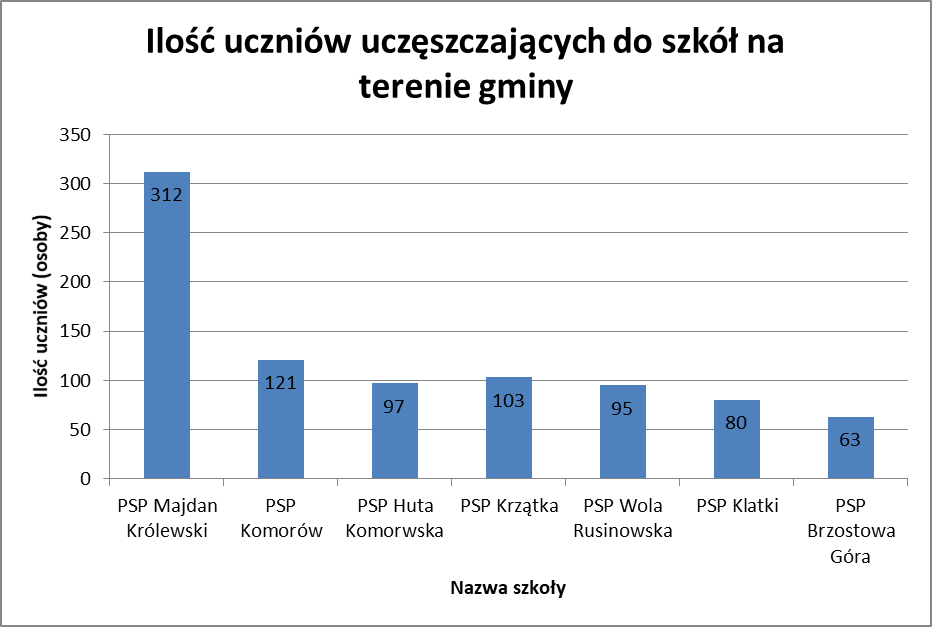 Ilość uczniów uczęszczających do szkół na
terenie gminy
Ilość uczniów (osoby)
350
300
250
200
150
100
50
0
312
121
97
103
95
80
63
PSP Majdan
Królewski
PSP
Komorów
PSP Huta
Komorwska
PSP Krzątka
PSP Wola
Rusinowska
PSP Klatki
PSP
Brzostowa
Góra
Nazwa szkoły